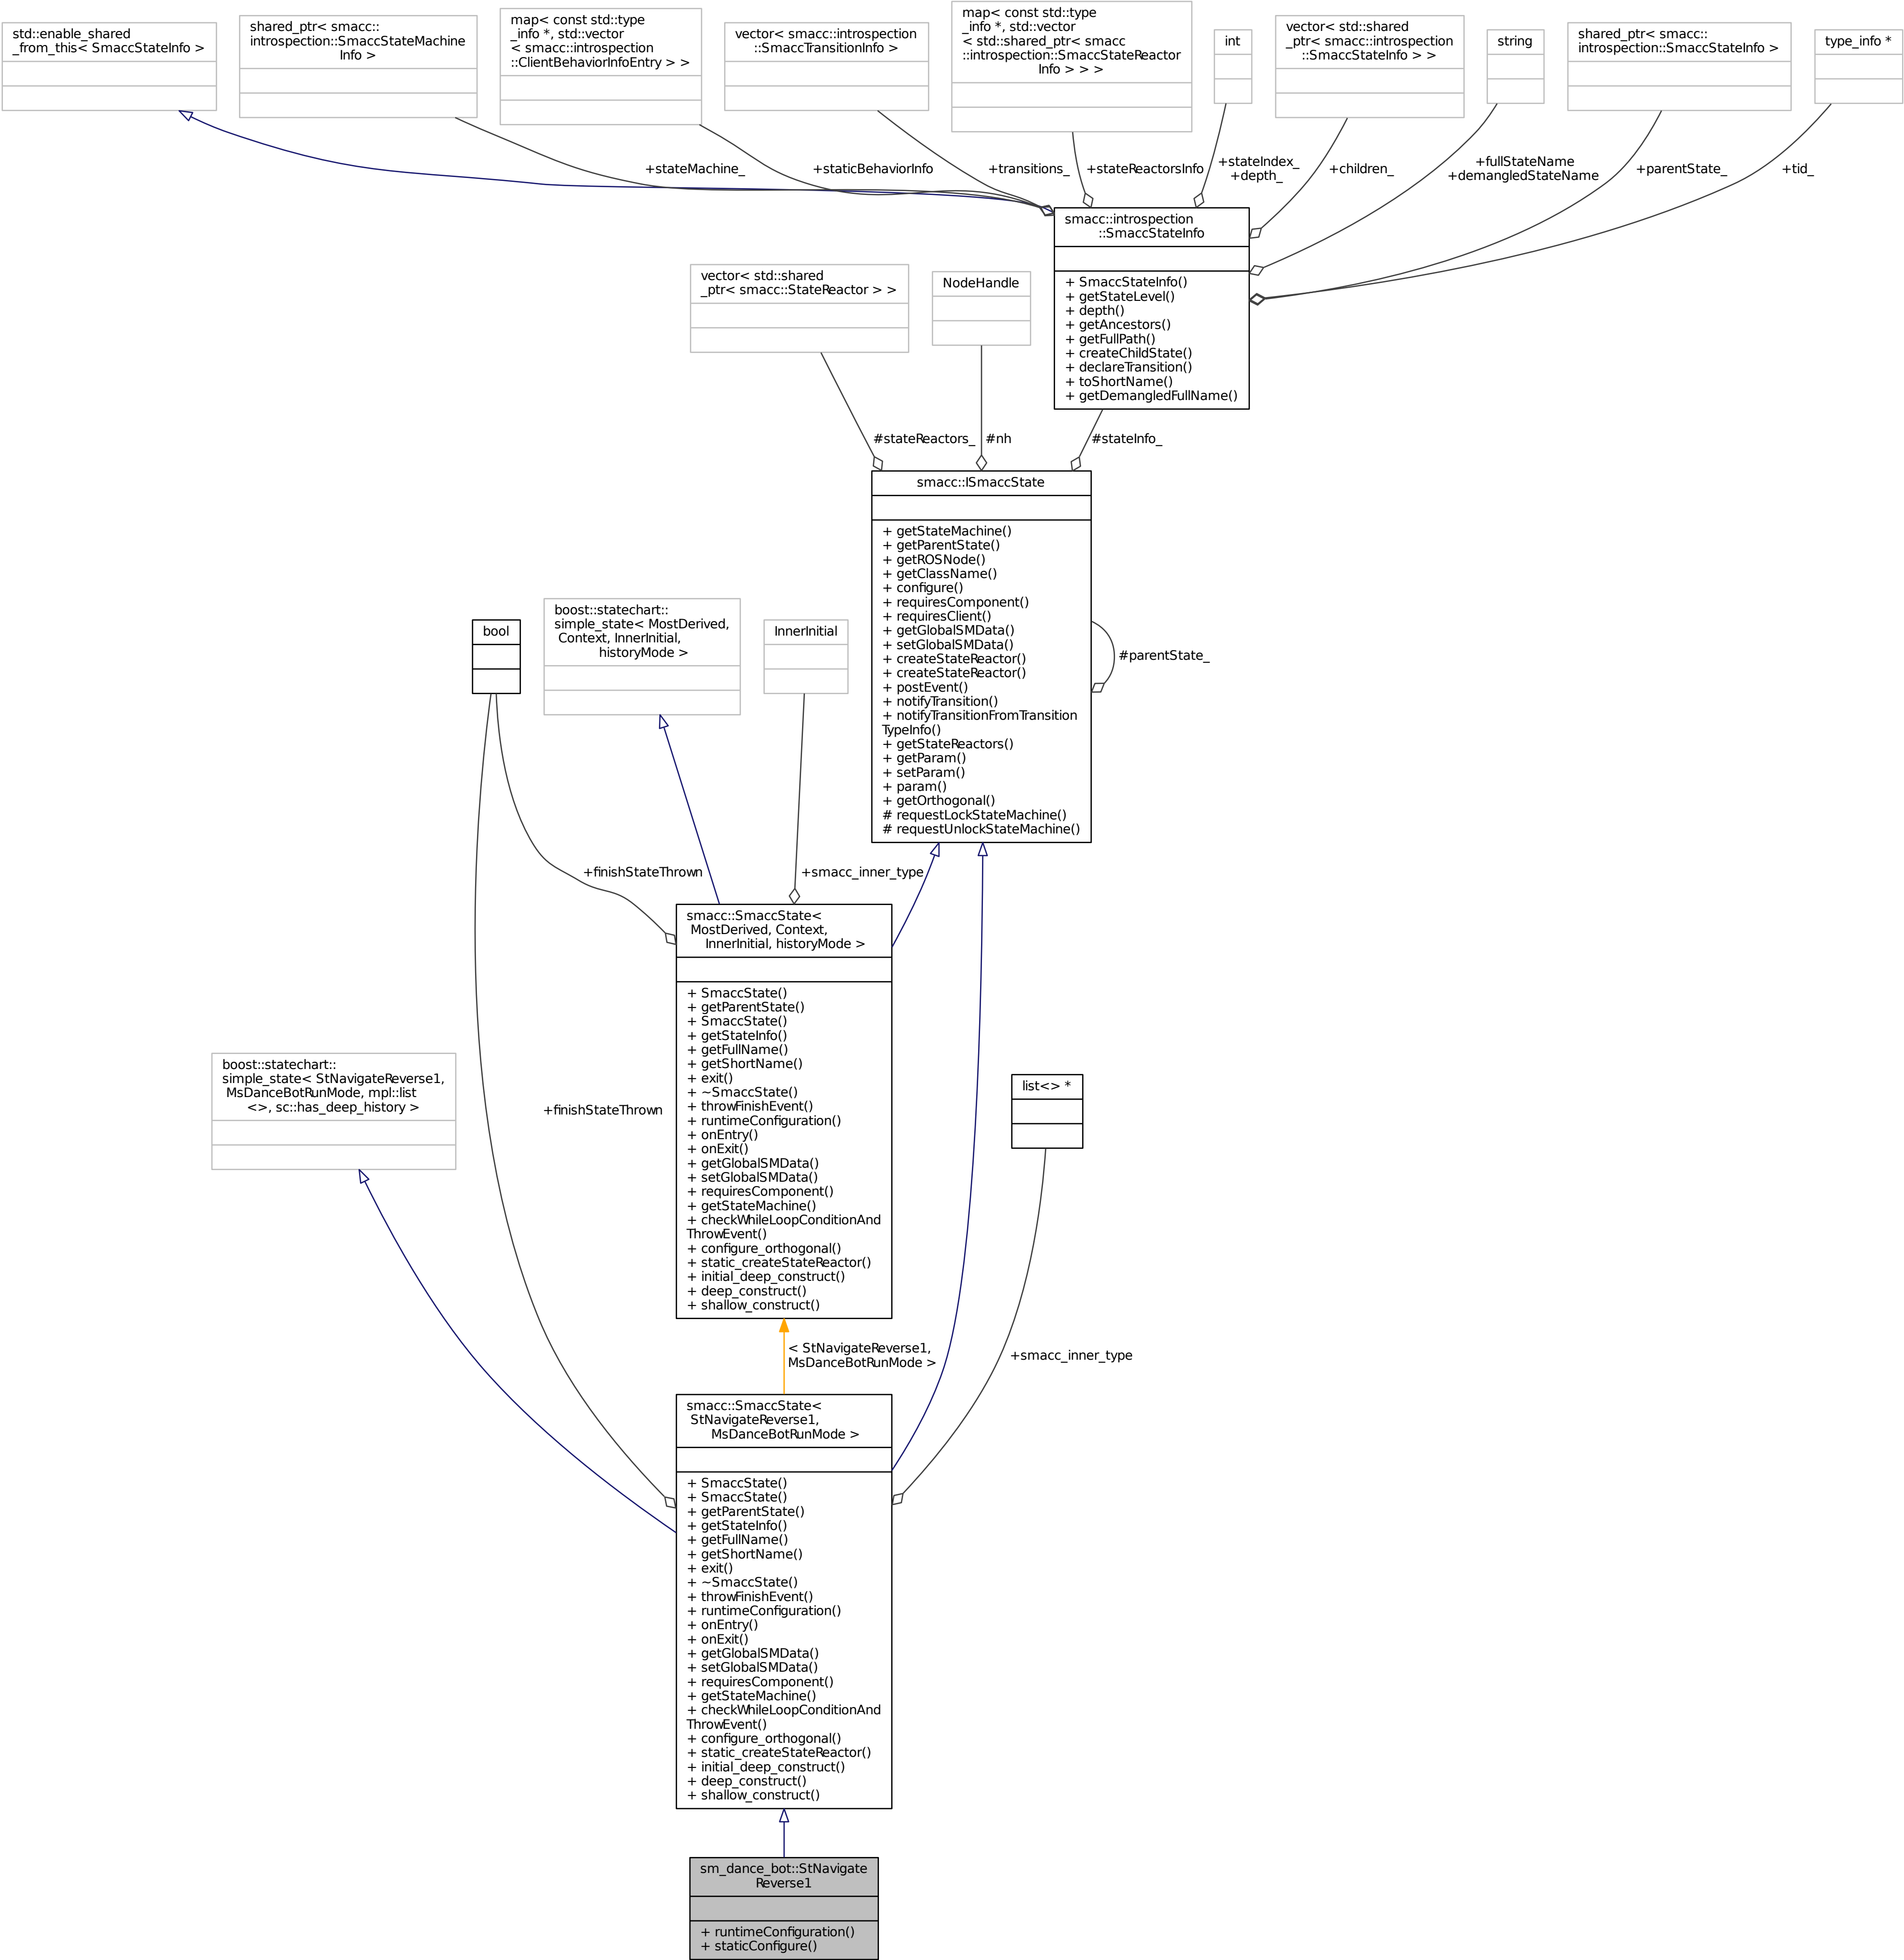 std::enable_shared
_from_this< SmaccStateInfo >
shared_ptr< smacc::
introspection::SmaccStateMachine
Info >
map< const std::type
_info *, std::vector
< smacc::introspection
::ClientBehaviorInfoEntry > >
vector< smacc::introspection
::SmaccTransitionInfo >
map< const std::type
_info *, std::vector
< std::shared_ptr< smacc
::introspection::SmaccStateReactor
Info > > >
int
vector< std::shared
_ptr< smacc::introspection
::SmaccStateInfo > >
string
shared_ptr< smacc::
introspection::SmaccStateInfo >
type_info *
+stateMachine_
+staticBehaviorInfo
+transitions_
+stateReactorsInfo
+stateIndex_
+depth_
+children_
+fullStateName
+demangledStateName
+parentState_
+tid_
smacc::introspection
::SmaccStateInfo
+ SmaccStateInfo()
+ getStateLevel()
+ depth()
+ getAncestors()
+ getFullPath()
+ createChildState()
+ declareTransition()
+ toShortName()
+ getDemangledFullName()
vector< std::shared
_ptr< smacc::StateReactor > >
NodeHandle
#stateReactors_
#nh
#stateInfo_
smacc::ISmaccState
+ getStateMachine()
+ getParentState()
+ getROSNode()
+ getClassName()
+ configure()
+ requiresComponent()
+ requiresClient()
+ getGlobalSMData()
+ setGlobalSMData()
+ createStateReactor()
+ createStateReactor()
+ postEvent()
+ notifyTransition()
+ notifyTransitionFromTransition
TypeInfo()
+ getStateReactors()
+ getParam()
+ setParam()
+ param()
+ getOrthogonal()
# requestLockStateMachine()
# requestUnlockStateMachine()
#parentState_
bool
boost::statechart::
simple_state< MostDerived,
Context, InnerInitial,
historyMode >
InnerInitial
+finishStateThrown
+smacc_inner_type
smacc::SmaccState<
MostDerived, Context,
InnerInitial, historyMode >
+ SmaccState()
+ getParentState()
+ SmaccState()
+ getStateInfo()
+ getFullName()
+ getShortName()
+ exit()
+ ~SmaccState()
+ throwFinishEvent()
+ runtimeConfiguration()
+ onEntry()
+ onExit()
+ getGlobalSMData()
+ setGlobalSMData()
+ requiresComponent()
+ getStateMachine()
+ checkWhileLoopConditionAnd
ThrowEvent()
+ configure_orthogonal()
+ static_createStateReactor()
+ initial_deep_construct()
+ deep_construct()
+ shallow_construct()
boost::statechart::
simple_state< StNavigateReverse1,
MsDanceBotRunMode, mpl::list
<>, sc::has_deep_history >
+finishStateThrown
list<> *
< StNavigateReverse1,
MsDanceBotRunMode >
+smacc_inner_type
smacc::SmaccState<
StNavigateReverse1,
MsDanceBotRunMode >
+ SmaccState()
+ SmaccState()
+ getParentState()
+ getStateInfo()
+ getFullName()
+ getShortName()
+ exit()
+ ~SmaccState()
+ throwFinishEvent()
+ runtimeConfiguration()
+ onEntry()
+ onExit()
+ getGlobalSMData()
+ setGlobalSMData()
+ requiresComponent()
+ getStateMachine()
+ checkWhileLoopConditionAnd
ThrowEvent()
+ configure_orthogonal()
+ static_createStateReactor()
+ initial_deep_construct()
+ deep_construct()
+ shallow_construct()
sm_dance_bot::StNavigate
Reverse1
+ runtimeConfiguration()
+ staticConfigure()